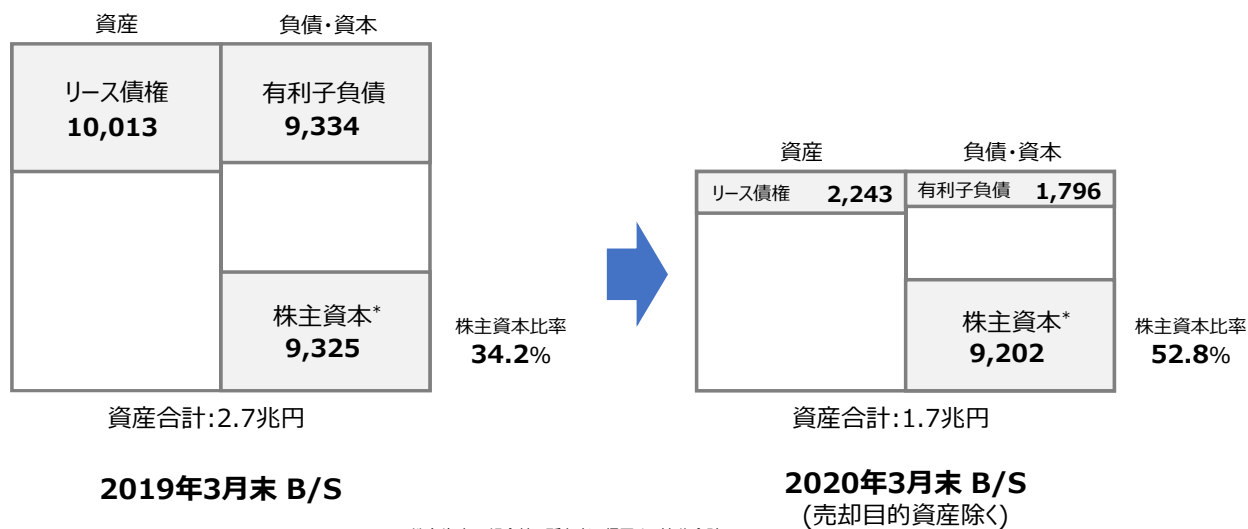 資産 負債・資本
リース債権
10,013
有利子負債
9,334
株主資本*
9,325
株主資本比率
34.2%
資産合計:2.7兆円
2019年3月末 B/S
資産 負債・資本
リース債権 2,243
有利子負債 1,796
株主資本*
9,202
株主資本比率
52.8%
資産合計:1.7兆円
2020年3月末 B/S
(売却目的資産除く)